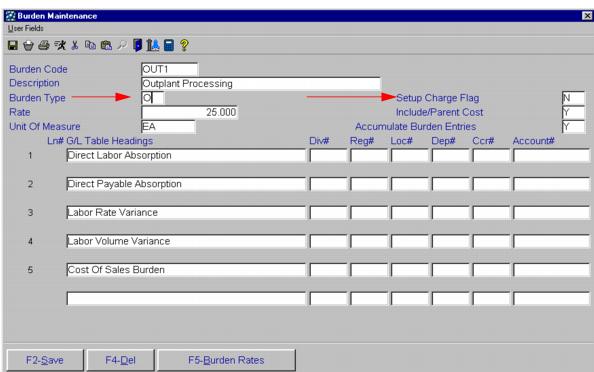 Burden Maintenance
User Fields
Burden Code OUT1
Description Outplant Processing
Burden Type O Setup Charge Flag N
Rate 25.000 Include/Parent Cost Y
Unit Of Measure EA Accumulate Burden Entries Y
Ln# G/L Table Headings Div# Reg# Loc# Dep# Ccr# Account#
1 Direct Labor Absorption
2 Direct Payable Absorption
3 Labor Rate Variance
4 Labor Volume Variance
5 Cost Of Sales Burden
F2-Save F4-Del F5-Burden Rates